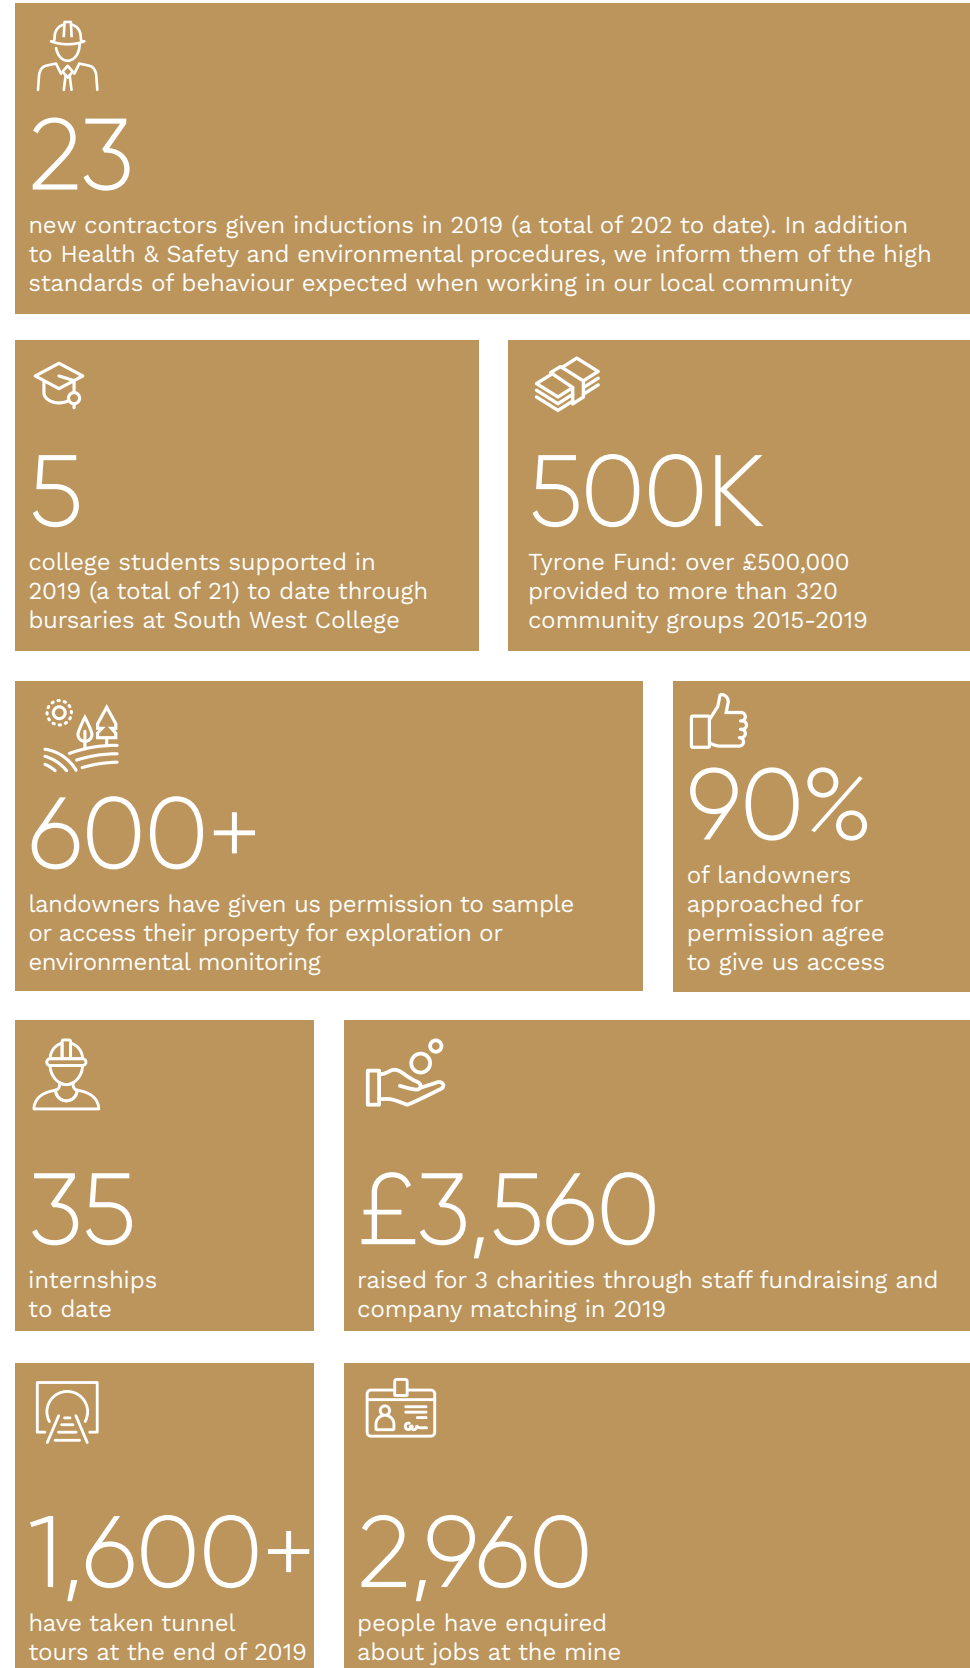 23
new contractors given inductions in 2019 (a total of 202 to date). In addition
to Health & Safety and environmental procedures, we inform them of the high
standards of behaviour expected when working in our local community
5
college students supported in
2019 (a total of 21) to date through
bursaries at South West College
500K
Tyrone Fund: over £500,000
provided to more than 320
community groups 2015-2019
600+
landowners have given us permission to sample
or access their property for exploration or
environmental monitoring
90%
of landowners
approached for
permission agree
to give us access
35
internships
to date
£3,560
raised for 3 charities through staff fundraising and
company matching in 2019
1,600+
have taken tunnel
tours at the end of 2019
2,960
people have enquired
about jobs at the mine